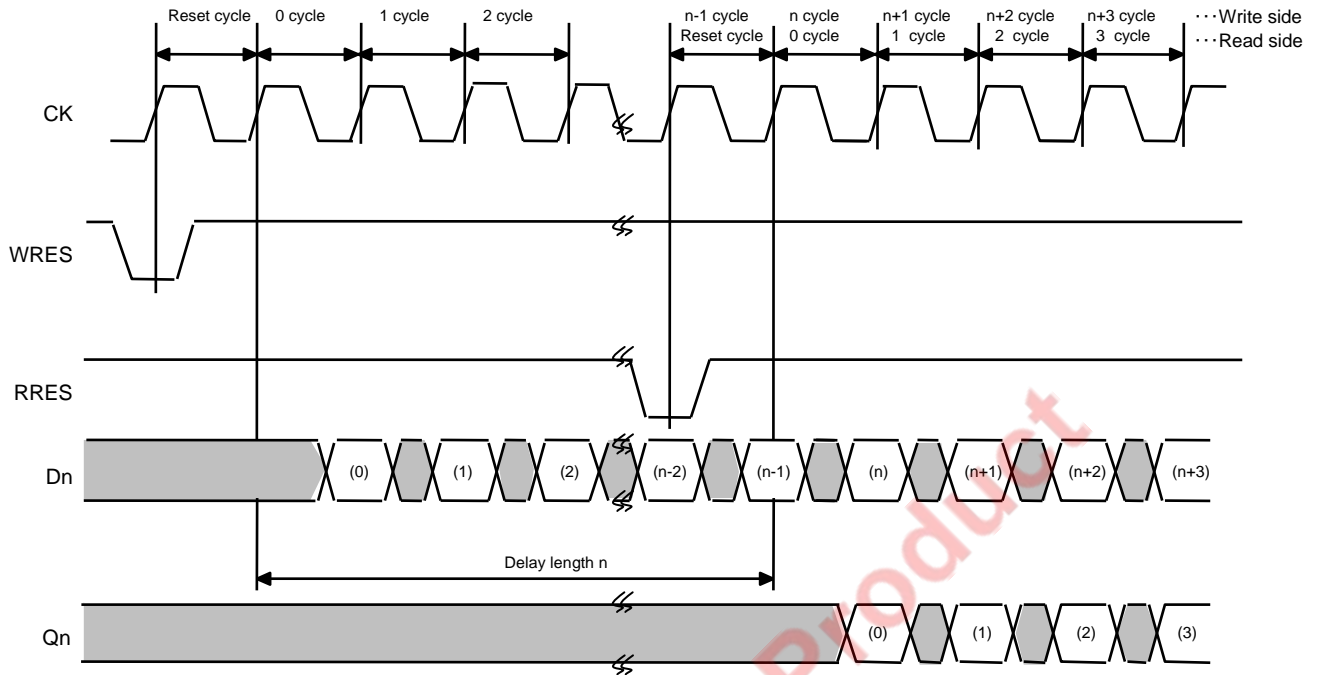 Reset cycle 0 cycle 1 cycle 2 cycle n-1 cycle n cycle n+1 cycle n+2 cycle n+3 cycle ···Write side
Reset cycle 0 cycle 1 cycle 2 cycle 3 cycle ···Read side
CK
WRES
RRES
Dn (0) (1) (2) (n-2) (n-1) (n) (n+1) (n+2) (n+3)
Delay length n
Qn (0) (1) (2) (3)
Product